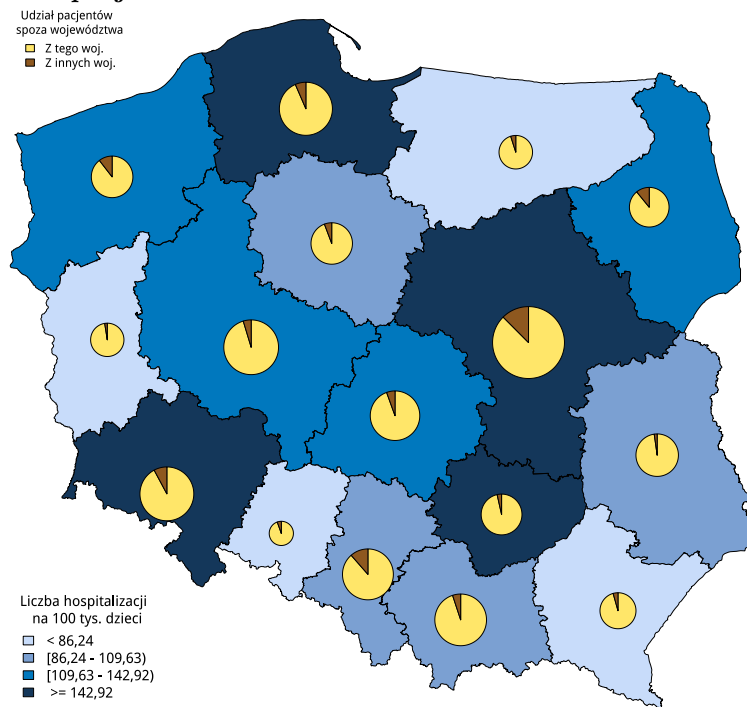 Udział pacjentów
spoza województwa
Z tego woj.
Z innych woj.
Liczba hospitalizacji
na 100 tys. dzieci
< 86,24
[86,24 - 109,63)
[109,63 - 142,92)
>= 142,92